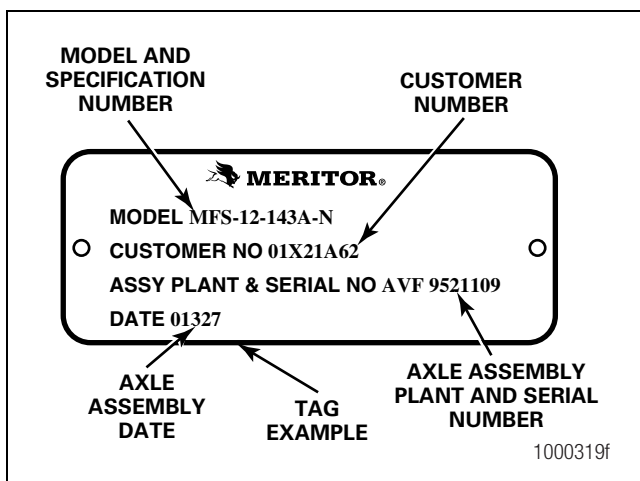 MODEL AND
SPECIFICATION
NUMBER
CUSTOMER
NUMBER
MERITOR®
MODEL MFS-12-143A-N
CUSTOMER NO 01X21A62
ASSY PLANT & SERIAL NO AVF 9521109
DATE 01327
AXLE
ASSEMBLY
DATE
TAG
EXAMPLE
AXLE ASSEMBLY
PLANT AND SERIAL
NUMBER
1000319f